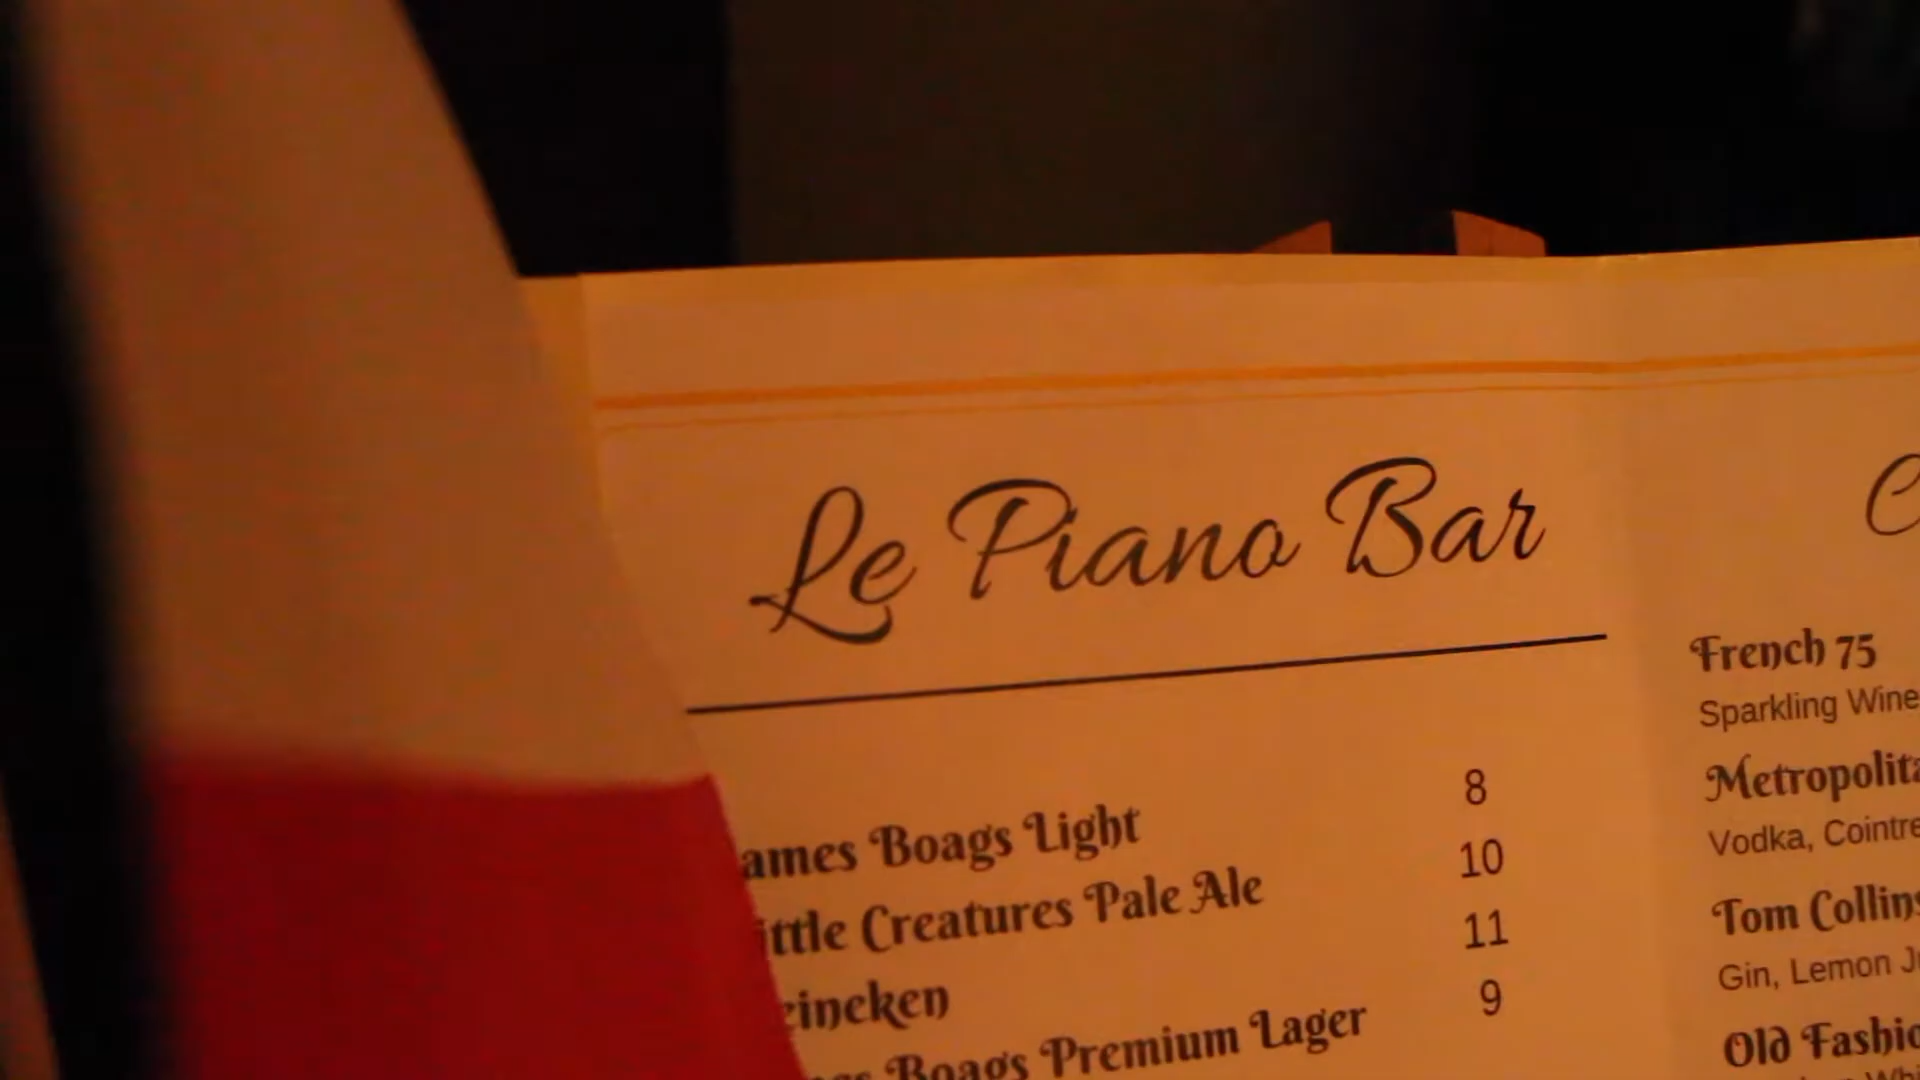 Le Piano Bar
ames Boags Light 8
ittle Creatures Pale Ale 10
eineken 11
Boags Premium Lager 9
French 75
Sparkling Wine
Metropolita
Vodka, Cointre
Tom Collins
Gin, Lemon J
Old Fashio